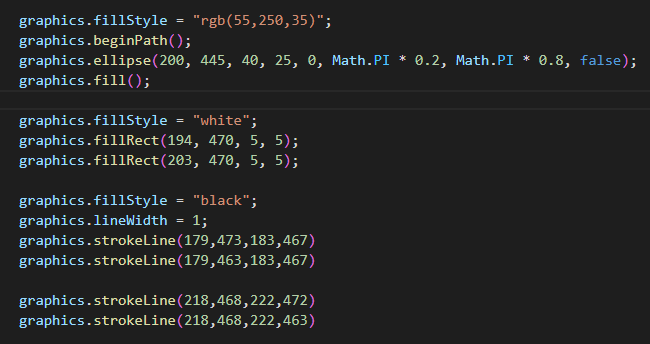 graphics.fillStyle = "rgb(55,250,35)";
graphics.beginPath();
graphics.ellipse(200, 445, 40, 25, 0, Math.PI * 0.2, Math.PI * 0.8, false);
graphics.fill();
graphics.fillStyle = "white";
graphics.fillRect(194, 470, 5, 5);
graphics.fillRect(203, 470, 5, 5);
graphics.fillStyle = "black";
graphics.lineWidth = 1;
graphics.strokeLine(179,473,183,467)
graphics.strokeLine(179,463,183,467)
graphics.strokeLine(218,468,222,472)
graphics.strokeLine(218,468,222,463)